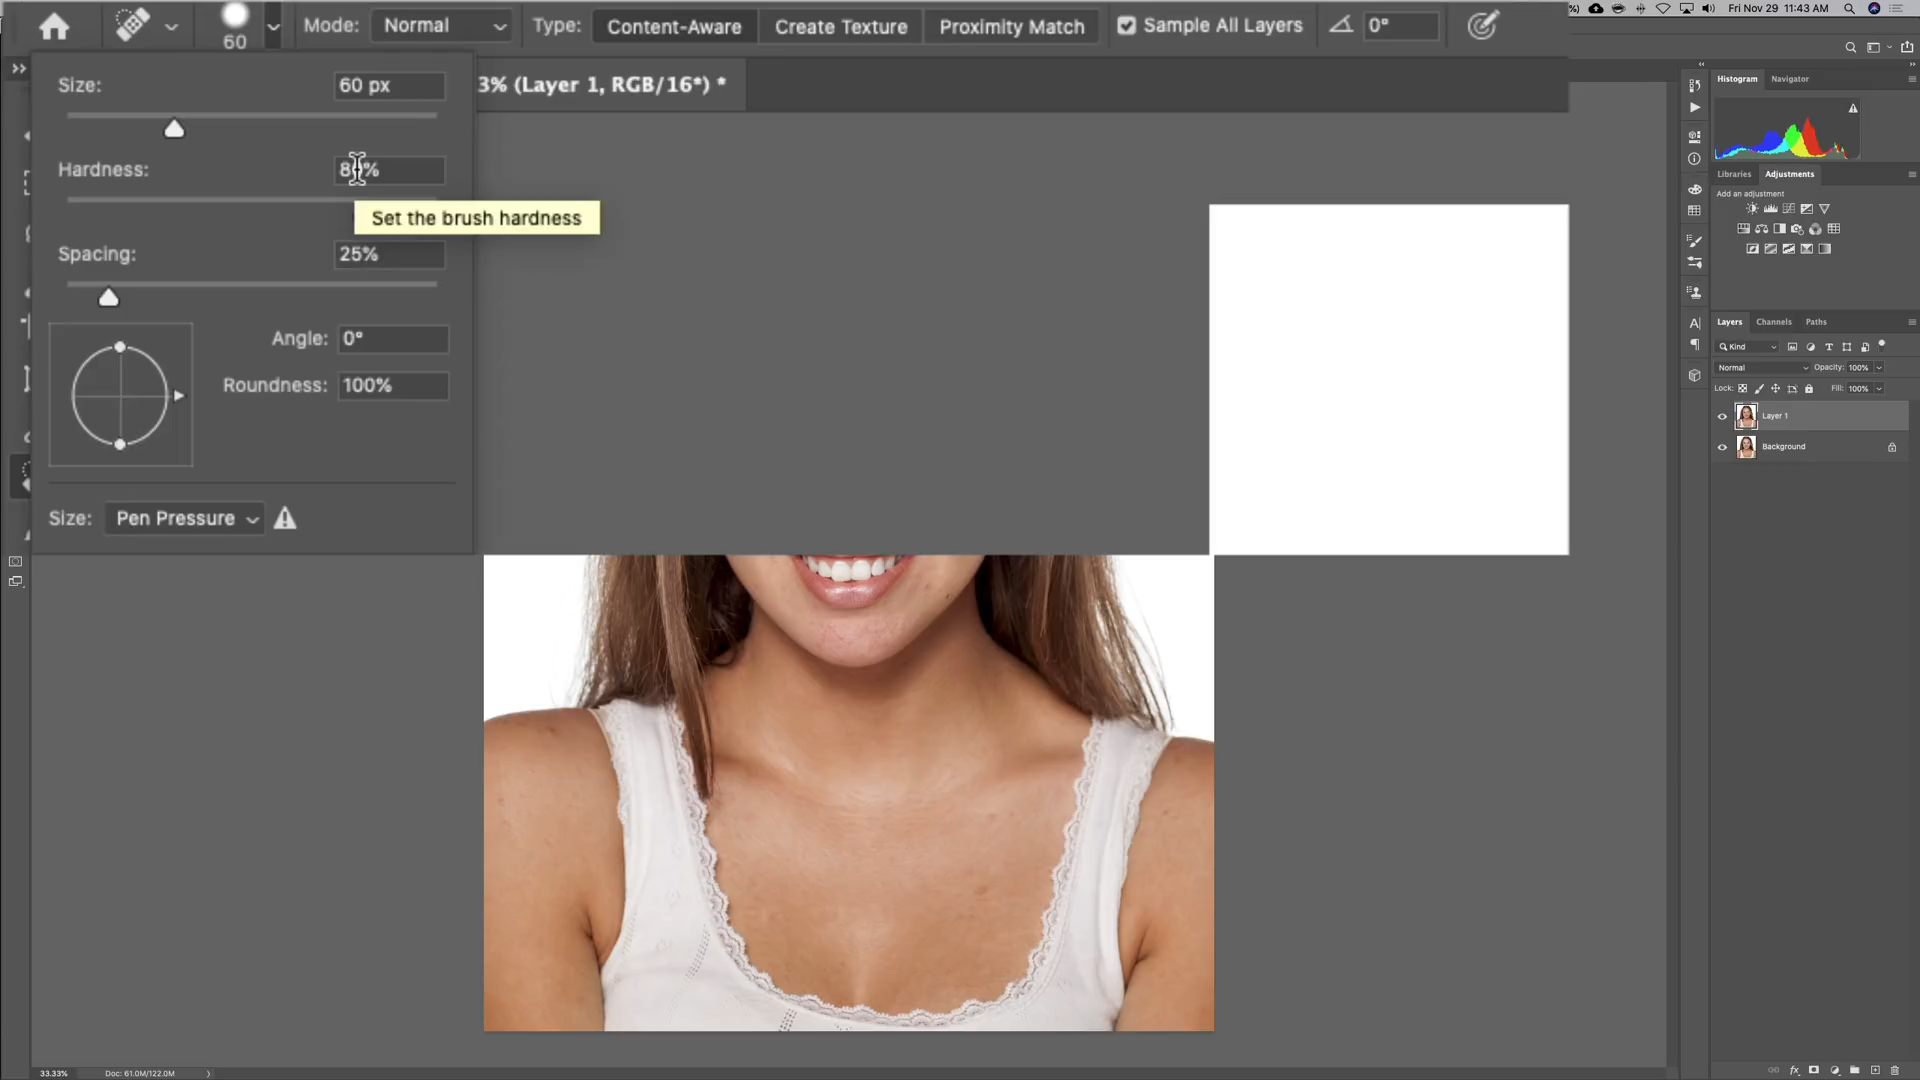 60
Mode: Normal
Type: Content-Aware Create Texture Proximity Match
Sample All Layers
0°
%)
Fri Nov 29 11:43 AM
Size: 60 px
3% (Layer 1, RGB/16*) *
Hardness:
Set the brush hardness
Spacing: 25%
Angle: 0°
Roundness: 100%
Size: Pen Pressure
Histogram Navigator
Libraries Adjustments
Add an adjustment
Layers Channels Paths
Kind
Normal Opacity: 100%
Lock: Fill: 100%
Layer 1
Background
33.33% Doc: 61.0M/122.0M